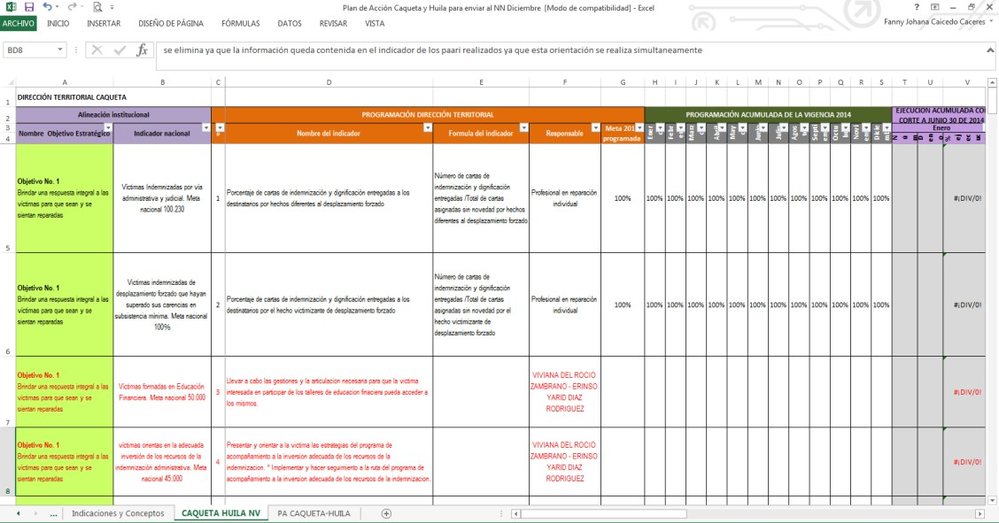 Plan de Acción Caqueta y Huila para enviar al NN Diciembre [Modo de compatibilidad] - Excel
ARCHIVO INICIO INSERTAR DISEÑO DE PÁGINA FÓRMULAS DATOS REVISAR VISTA
Fanny Johana Caicedo Caceres
BD8
se elimina ya que la información queda contenida en el indicador de los paari realizados ya que esta orientación se realiza simultaneamente
A B C D E F G H I J K L M N O P Q R S T U V
1 DIRECCIÓN TERRITORIAL CAQUETA
2 Alineación institucional
PROGRAMACIÓN DIRECCIÓN TERRITORIAL
PROGRAMACIÓN ACUMULADA DE LA VIGENCIA 2014
EJECUCION ACUMULADA CO
CORTE A JUNIO 30 DE 2014
3
4
Nombre Objetivo Estratégico
Indicador nacional
Nombre del indicador
Formula del indicador
Responsable
Meta 201
programada
Enero
5
Objetivo No. 1
Brindar una respuesta integral a las
víctimas para que sean y se
sientan reparadas
Víctimas Indemnizadas por vía
administrativa y judicial. Meta
nacional 100.230
1
Porcentaje de cartas de indemnización y dignificación entregadas a los
destinatarios por hechos diferentes al desplazamiento forzado
Número de cartas de
indemnización y dignificación
entregadas /Total de cartas
asignadas sin novedad por hechos
diferentes al desplazamiento forzado
Profesional en reparación
individual
100%
100% 100% 100% 100% 100% 100% 100% 100% 100% 100% 100% 100%
#¡DIV/0!
6
Objetivo No. 1
Brindar una respuesta integral a las
víctimas para que sean y se
sientan reparadas
Victimas indemnizadas de
desplazamiento forzado que hayan
superado sus carencias en
subsistencia mínima. Meta nacional
100%
2
Porcentaje de cartas de indemnización y dignificación entregadas a los
destinatarios por el hecho victimizante de desplazamiento forzado
Número de cartas de
indemnización y dignificación
entregadas /Total de cartas
asignadas sin novedad por el
hecho victimizante de
desplazamiento forzado
Profesional en reparación
individual
100%
100% 100% 100% 100% 100% 100% 100% 100% 100% 100% 100% 100%
#¡DIV/0!
7
Objetivo No. 1
Brindar una respuesta integral a las
víctimas para que sean y se
sientan reparadas
Víctimas formadas en Educación
Financiera. Meta nacional 50.000
3
Llevar a cabo las gestiones y la articulacion necesaria para que la victima
interesada en participar de los talleres de educacion finaciera pueda acceder a
los mismos.
VIVIANA DEL ROCIO
ZAMBRANO - ERINSO
YARID DIAZ
RODRIGUEZ
#¡DIV/0!
8
Objetivo No. 1
Brindar una respuesta integral a las
víctimas para que sean y se
sientan reparadas
víctimas orientas en la adecuada
inversión de los recursos de la
indemnización administrativa. Meta
nacional 45.000
4
Presentar y orientar a la victima las estrategias del programa de
acompañamiento a la inversion adecuada de los recursos de la
indemnizacion. * Implementar y hacer seguimiento a la ruta del programa de
acompañamiento a la inversion adecuada de los recursos de la indemnizacion.
VIVIANA DEL ROCIO
ZAMBRANO - ERINSO
YARID DIAZ
RODRIGUEZ
#¡DIV/0!
... Indicaciones y Conceptos CAQUETA HUILA NV PA CAQUETA-HUILA